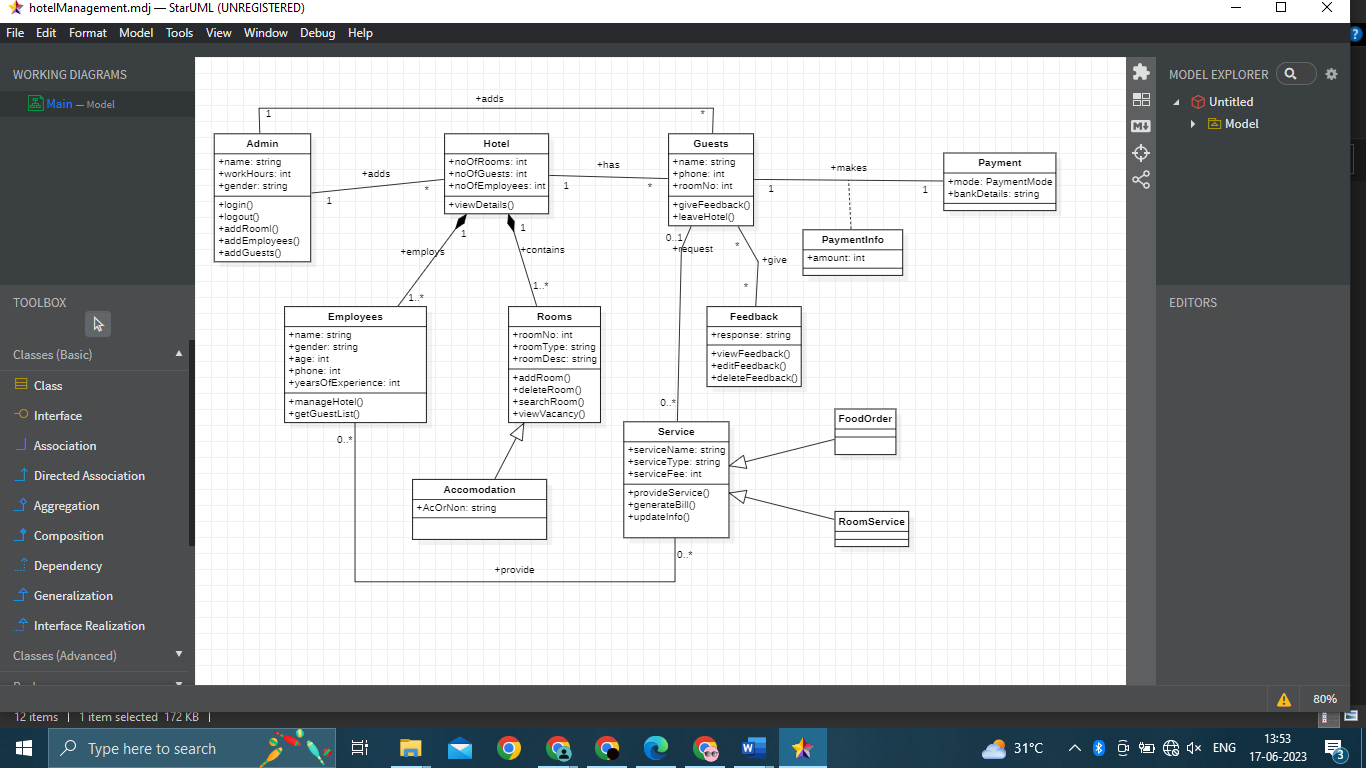 hotelManagement.mdj — StarUML (UNREGISTERED)
File Edit Format Model Tools View Window Debug Help
WORKING DIAGRAMS
Main — Model
TOOLBOX
Classes (Basic)
Class
Interface
Association
Directed Association
Aggregation
Composition
Dependency
Generalization
Interface Realization
Classes (Advanced)
+adds
1
*
Admin
+name: string
+workHours: int
+gender: string
+login()
+logout()
+addRooml()
+addEmployees()
+addGuests()
+adds
1
*
Hotel
+noOfRooms: int
+noOfGuests: int
+noOfEmployees: int
+viewDetails()
+has
1
*
Guests
+name: string
+phone: int
+roomNo: int
+giveFeedback()
+leaveHotel()
+makes
1
1
Payment
+mode: PaymentMode
+bankDetails: string
PaymentInfo
+amount: int
+employs
1
1..*
+contains
1
1..*
0..1
+request
0..*
*
+give
*
Employees
+name: string
+gender: string
+age: int
+phone: int
+yearsOfExperience: int
+manageHotel()
+getGuestList()
Rooms
+roomNo: int
+roomType: string
+roomDesc: string
+addRoom()
+deleteRoom()
+searchRoom()
+viewVacancy()
Feedback
+response: string
+viewFeedback()
+editFeedback()
+deleteFeedback()
Accomodation
+AcOrNon: string
Service
+serviceName: string
+serviceType: string
+serviceFee: int
+provideService()
+generateBill()
+updateInfo()
FoodOrder
RoomService
0..*
+provide
0..*
M
MODEL EXPLORER
Untitled
Model
EDITORS
80%
12 items | 1 item selected 172 KB |
Type here to search
31°C
ENG
13:53
17-06-2023
3